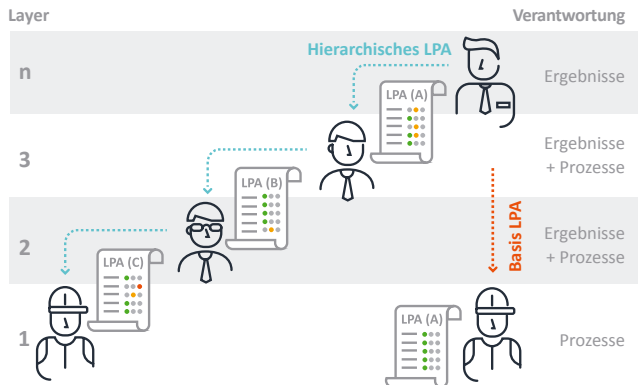 Layer
Verantwortung
n
Hierarchisches LPA
Ergebnisse
LPA (A)
3
Ergebnisse
+ Prozesse
LPA (B)
2
Basis LPA
Ergebnisse
+ Prozesse
LPA (C)
1
LPA (A)
Prozesse